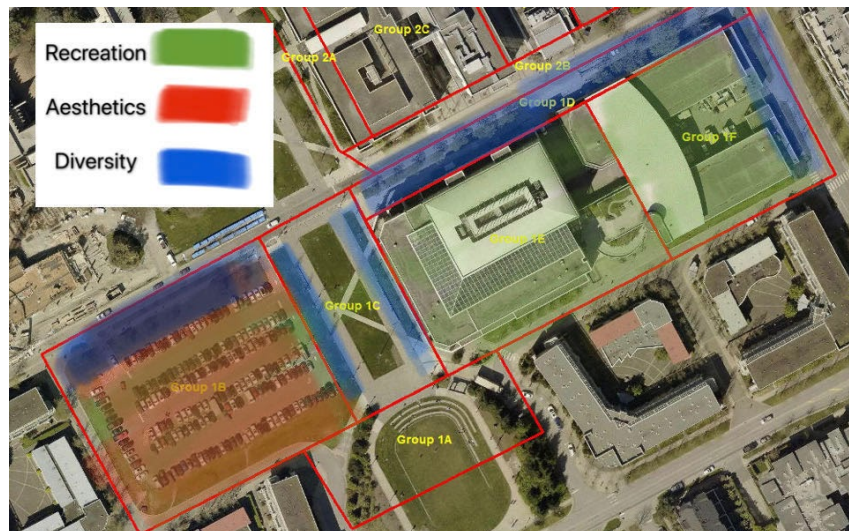 Recreation
Aesthetics
Diversity
Group 2A
Group 2C
Group 2B
Group 1D
Group 1F
Group 1E
Group 1C
Group 1B
Group 1A